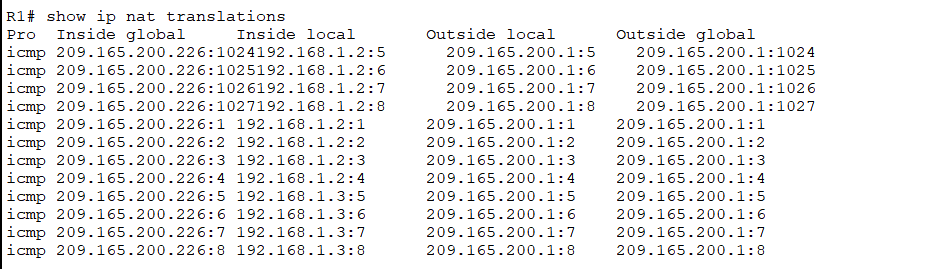 R1# show ip nat translations
Pro  Inside global     Inside local       Outside local      Outside global
icmp 209.165.200.226:1024192.168.1.2:5      209.165.200.1:5    209.165.200.1:1024
icmp 209.165.200.226:1025192.168.1.2:6      209.165.200.1:6    209.165.200.1:1025
icmp 209.165.200.226:1026192.168.1.2:7      209.165.200.1:7    209.165.200.1:1026
icmp 209.165.200.226:1027192.168.1.2:8      209.165.200.1:8    209.165.200.1:1027
icmp 209.165.200.226:1 192.168.1.2:1      209.165.200.1:1    209.165.200.1:1
icmp 209.165.200.226:2 192.168.1.2:2      209.165.200.1:2    209.165.200.1:2
icmp 209.165.200.226:3 192.168.1.2:3      209.165.200.1:3    209.165.200.1:3
icmp 209.165.200.226:4 192.168.1.2:4      209.165.200.1:4    209.165.200.1:4
icmp 209.165.200.226:5 192.168.1.3:5      209.165.200.1:5    209.165.200.1:5
icmp 209.165.200.226:6 192.168.1.3:6      209.165.200.1:6    209.165.200.1:6
icmp 209.165.200.226:7 192.168.1.3:7      209.165.200.1:7    209.165.200.1:7
icmp 209.165.200.226:8 192.168.1.3:8      209.165.200.1:8    209.165.200.1:8